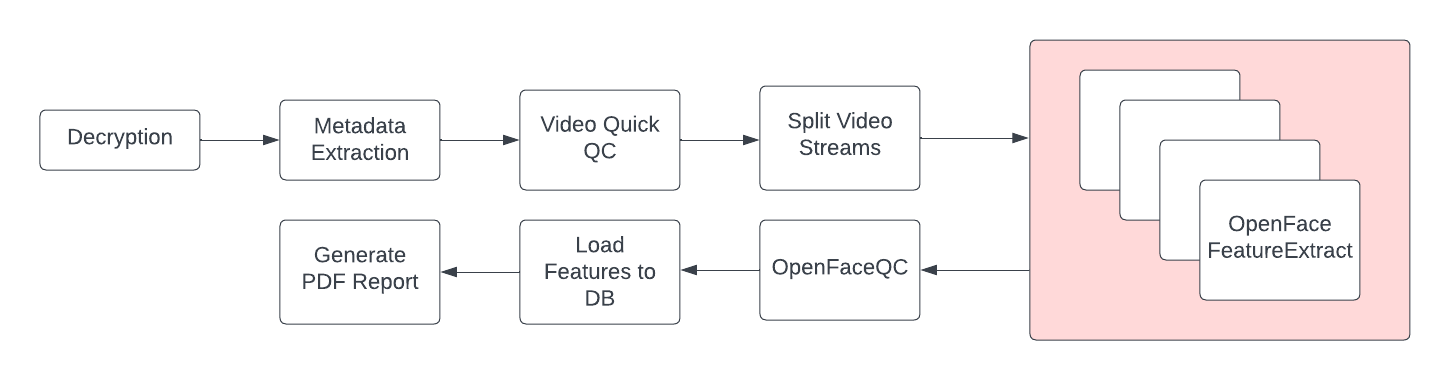 Decryption
Metadata
Extraction
Video Quick
QC
Split Video
Streams
OpenFace
FeatureExtract
OpenFaceQC
Load
Features to
DB
Generate
PDF Report